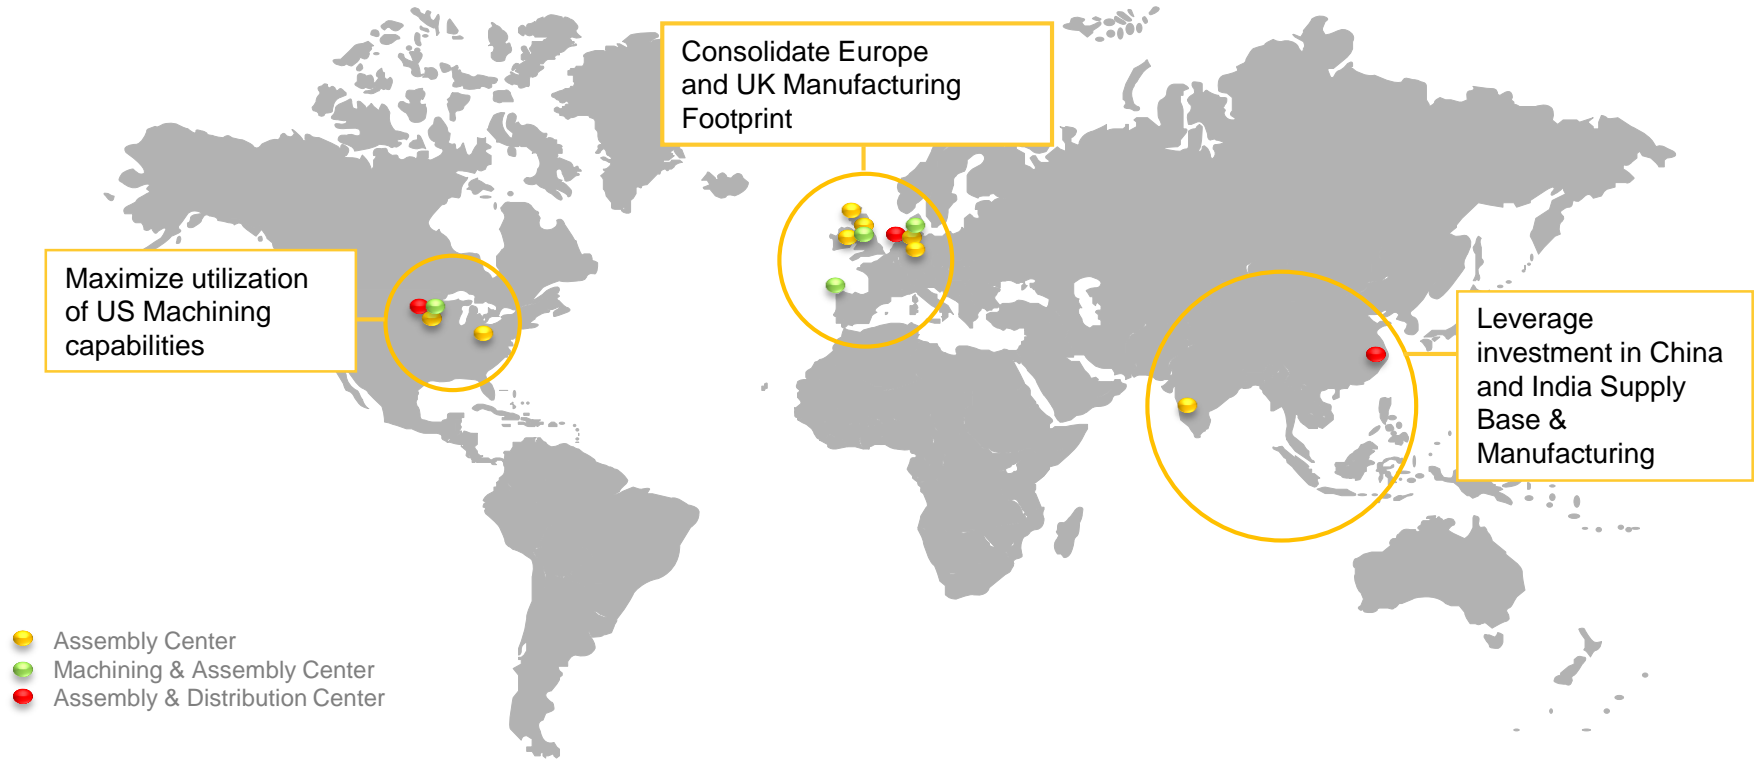 Consolidate Europe
and UK Manufacturing
Footprint
Maximize utilization
of US Machining
capabilities
Leverage
investment in China
and India Supply
Base &
Manufacturing
Assembly Center
Machining & Assembly Center
Assembly & Distribution Center